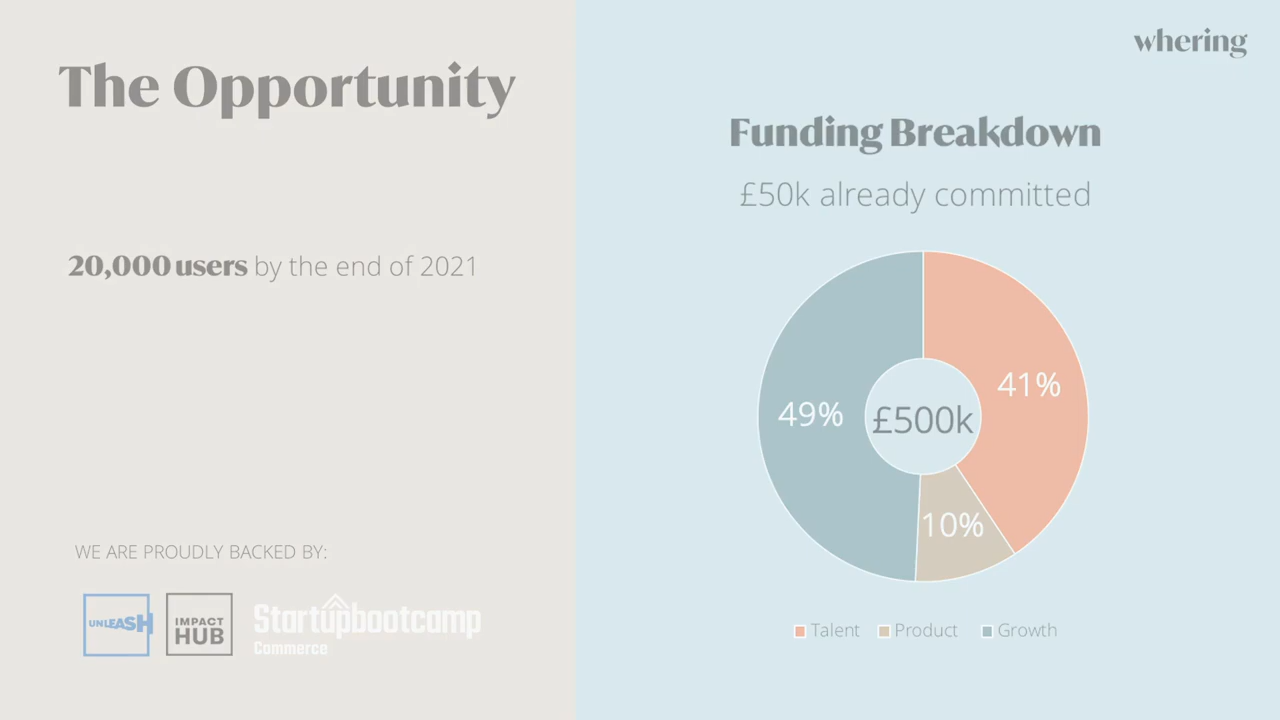 The Opportunity
20,000 users by the end of 2021
WE ARE PROUDLY BACKED BY:
UNLEASH
IMPACT
HUB
Startupbootcamp
Commerce
whering
Funding Breakdown
£50k already committed
41%
49%
£500k
10%
Talent Product Growth